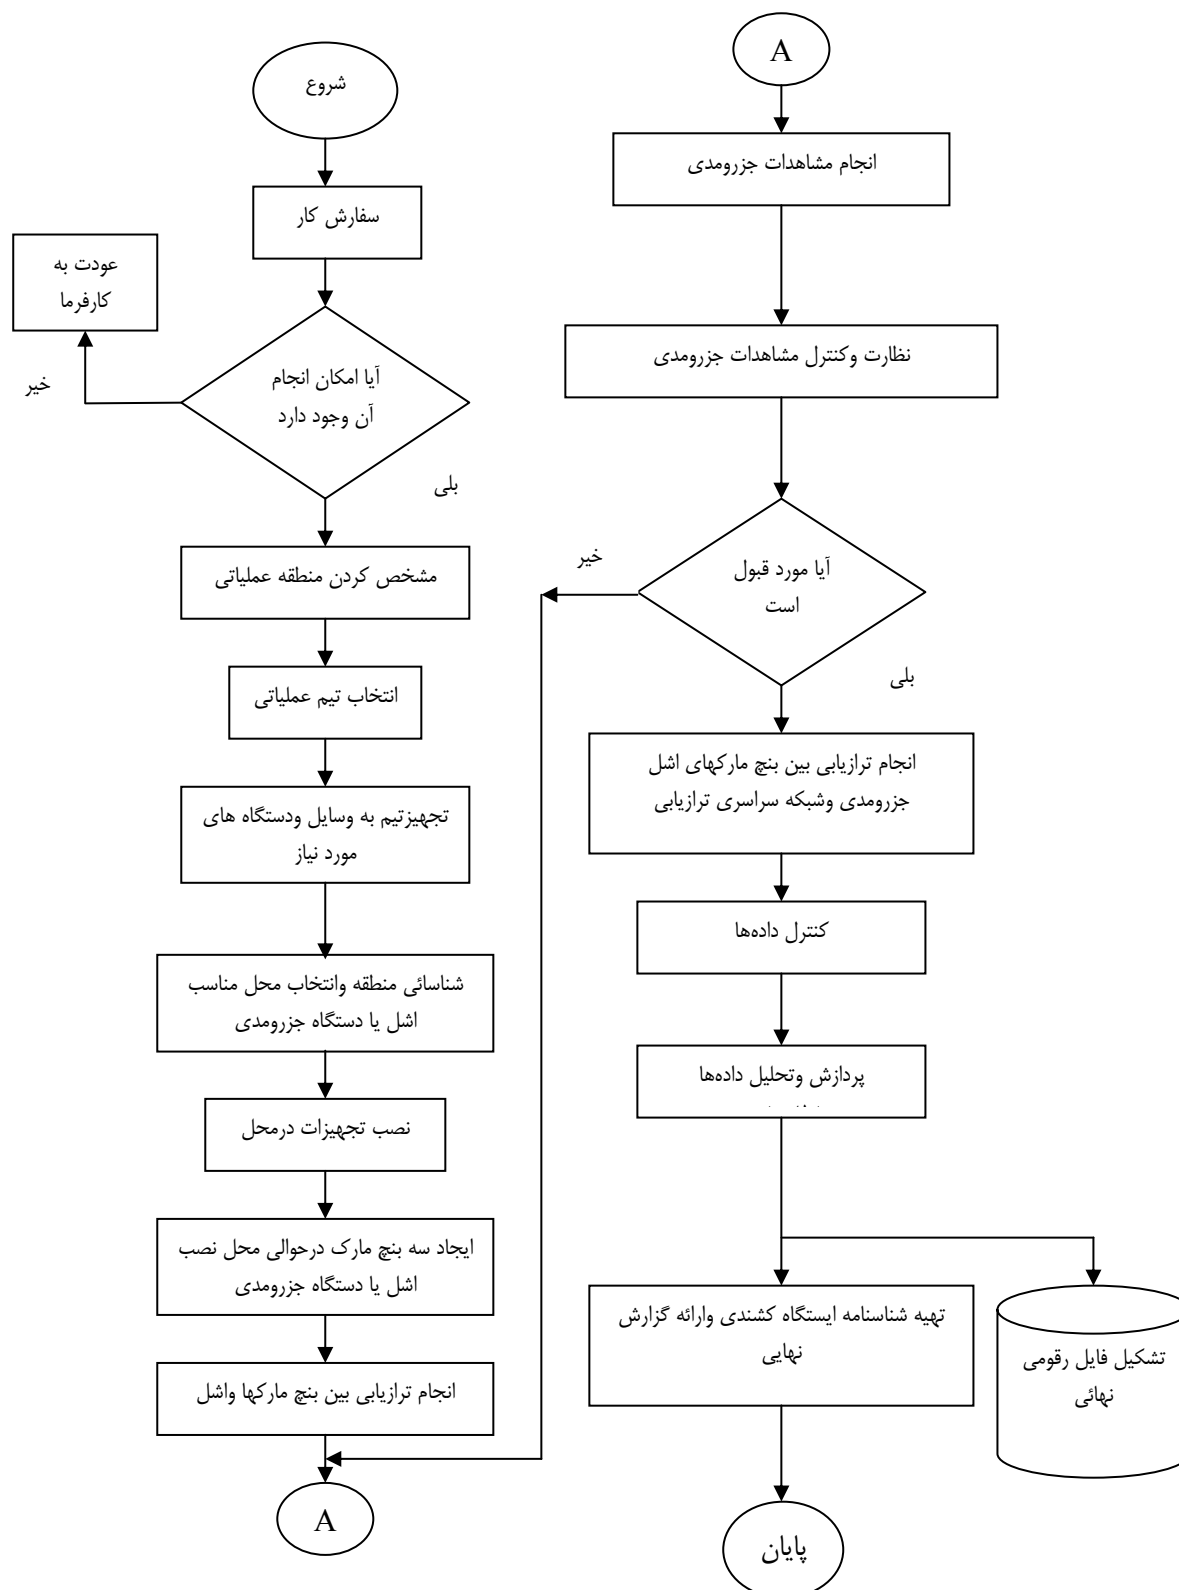 شروع
سفارش کار
عودت به
کارفرما
خیر
آیا امکان انجام
آن وجود دارد
بلی
مشخص کردن منطقه عملیاتی
انتخاب تیم عملیاتی
تجهیزتیم به وسایل ودستگاه های
مورد نیاز
شناسائی منطقه وانتخاب محل مناسب
اشل یا دستگاه جزرومدی
نصب تجهیزات درمحل
ایجاد سه بنچ مارک درحوالی محل نصب
اشل یا دستگاه جزرومدی
انجام ترازیابی بین بنچ مارکها واشل
A
A
انجام مشاهدات جزرومدی
نظارت وکنترل مشاهدات جزرومدی
آیا مورد قبول
است
خیر
بلی
انجام ترازیابی بین بنچ مارکهای اشل
جزرومدی وشبکه سراسری ترازیابی
کنترل داده‌ها
پردازش وتحلیل داده‌ها
تهیه شناسنامه ایستگاه کشندی وارائه گزارش
نهایی
تشکیل فایل رقومی
نهائی
پایان